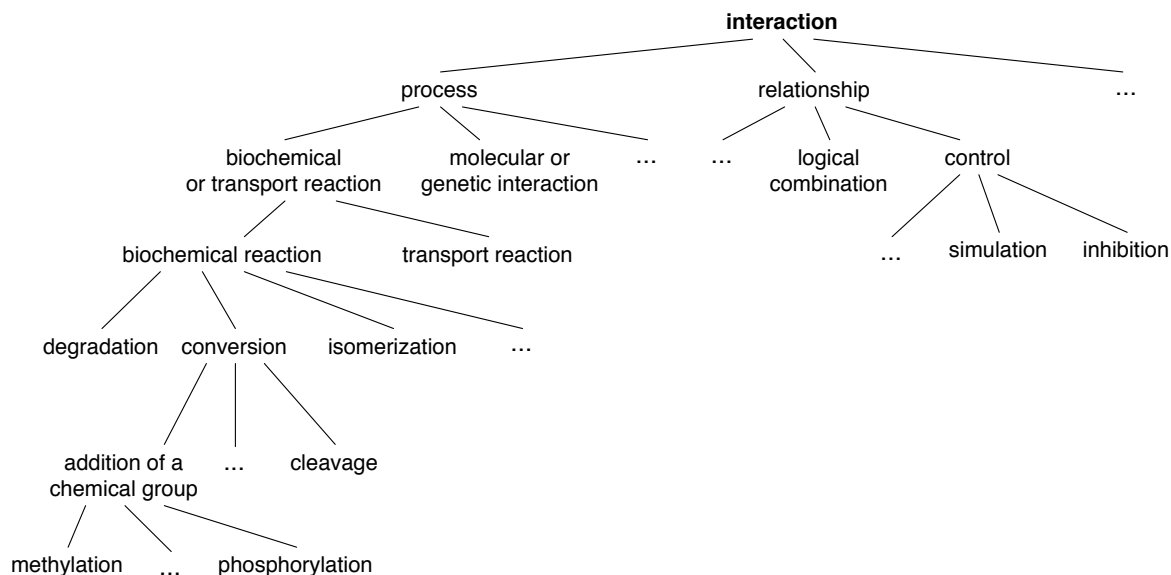 interaction
process
relationship
...
biochemical
or transport reaction
molecular or
genetic interaction
...
...
logical
combination
control
biochemical reaction
transport reaction
...
simulation
inhibition
degradation
conversion
isomerization
...
addition of a
chemical group
...
cleavage
methylation
...
phosphorylation